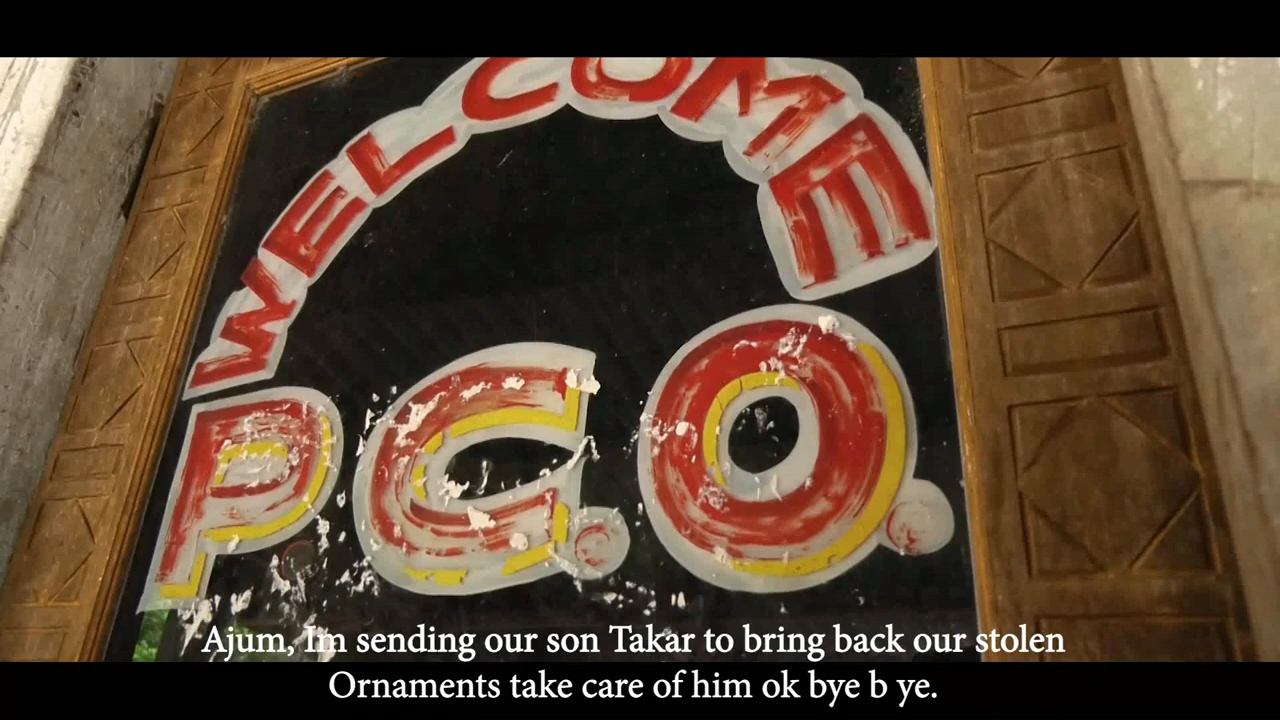 WELCOME
P.C.O.
Ajum, Im sending our son Takar to bring back our stolen
Ornaments take care of him ok bye b ye.